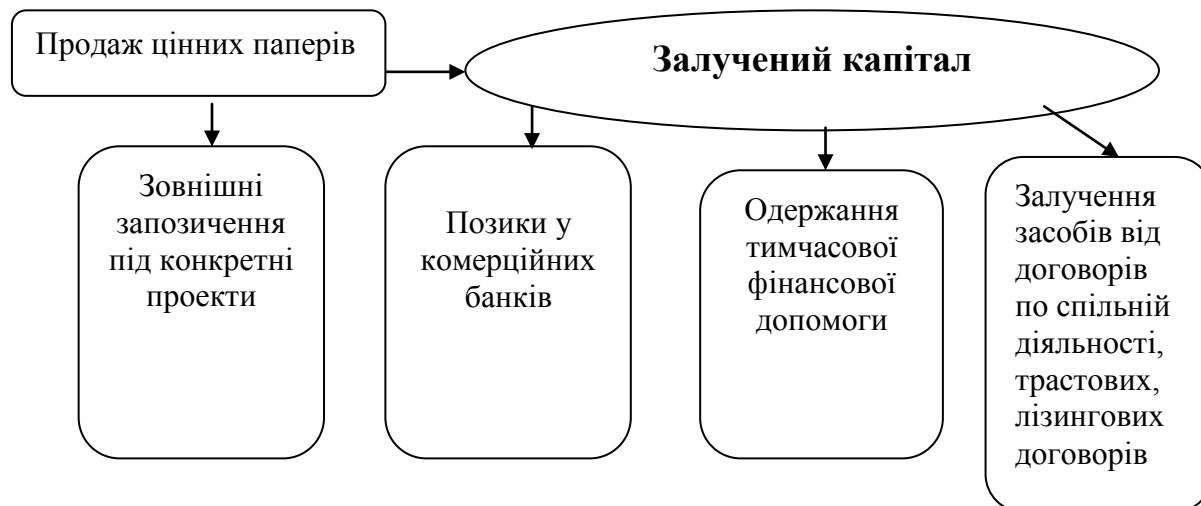 Продаж цінних паперів
Залучений капітал
Зовнішні
запозичення
під конкретні
проекти
Позики у
комерційних
банків
Одержання
тимчасової
фінансової
допомоги
Залучення
засобів від
договорів
по спільній
діяльності,
трастових,
лізингових
договорів